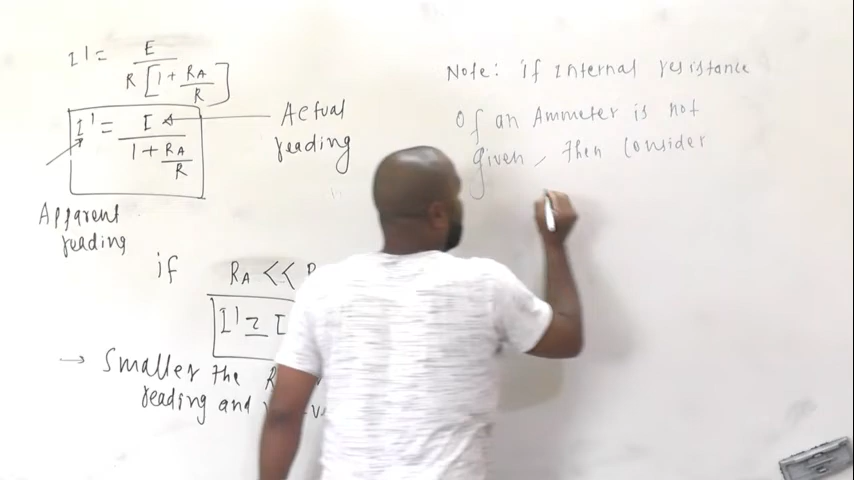 I' = E / R[1 + RA/R]
I' = I / 1 + RA/R
Actual
reading
Apparent
reading
if RA <<
I' ≃ I
→ Smaller the
reading and
Note: if Internal resistance
Of an Ammeter is not
given, then Consider